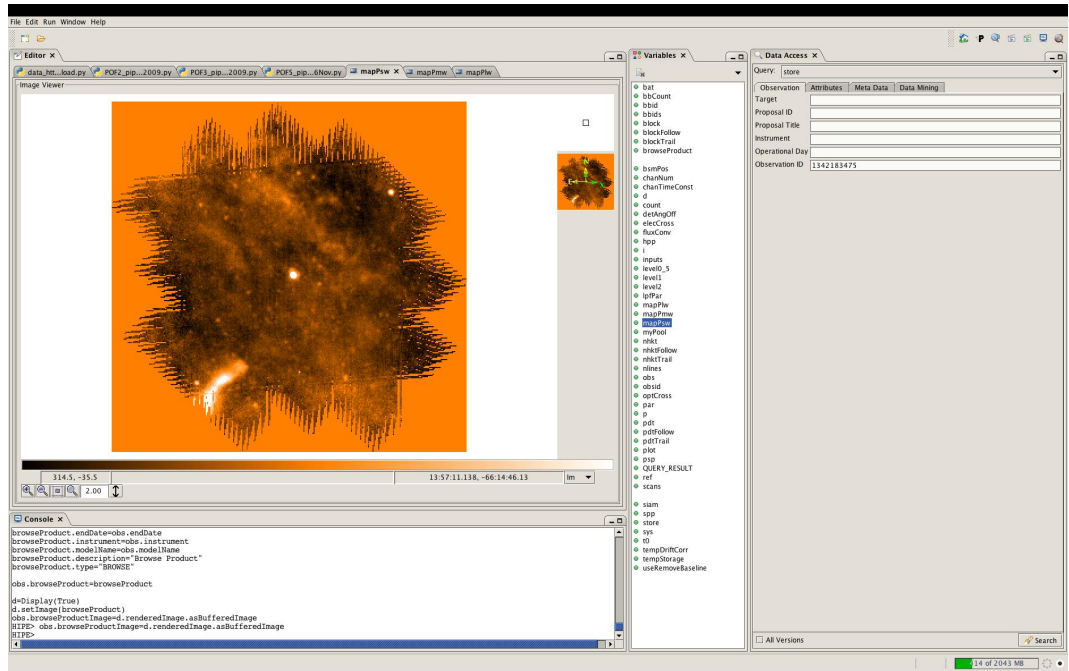 File Edit Run Window Help
P
Editor ×
data_htt...load.py POF2_pip...2009.py POF3_pip...2009.py POF5_pip...6Nov.py mapPsw × mapPmw mapPlw
Image Viewer
N
E
314.5, -35.5 13:57:11.138, -66:14:46.13 Im
2.00
Console ×
browseProduct.endDate=obs.endDate
browseProduct.instrument=obs.instrument
browseProduct.modelName=obs.modelName
browseProduct.description="Browse Product"
browseProduct.type="BROWSE"
obs.browseProduct=browseProduct
d=Display(True)
d.setImage(browseProduct)
obs.browseProductImage=d.renderedImage.asBufferedImage
HIPE> obs.browseProductImage=d.renderedImage.asBufferedImage
HIPE>
Variables ×
bat
bbCount
bbid
bbids
block
blockFollow
blockTrail
browseProduct
bsmPos
chanNum
chanTimeConst
d
count
detAngOff
elecCross
fluxConv
hpp
i
inputs
level0_5
level1
level2
lpfPar
mapPlw
mapPmw
mapPsw
myPool
nhkt
nhktFollow
nhktTrail
nlines
obs
obsid
optCross
par
p
pdt
pdtFollow
pdtTrail
plot
psp
QUERY_RESULT
ref
scans
siam
spp
store
sys
t0
tempDriftCorr
tempStorage
useRemoveBaseline
Data Access ×
Query: store
Observation Attributes Meta Data Data Mining
Target
Proposal ID
Proposal Title
Instrument
Operational Day
Observation ID 1342183475
All Versions Search
of 2043 MB